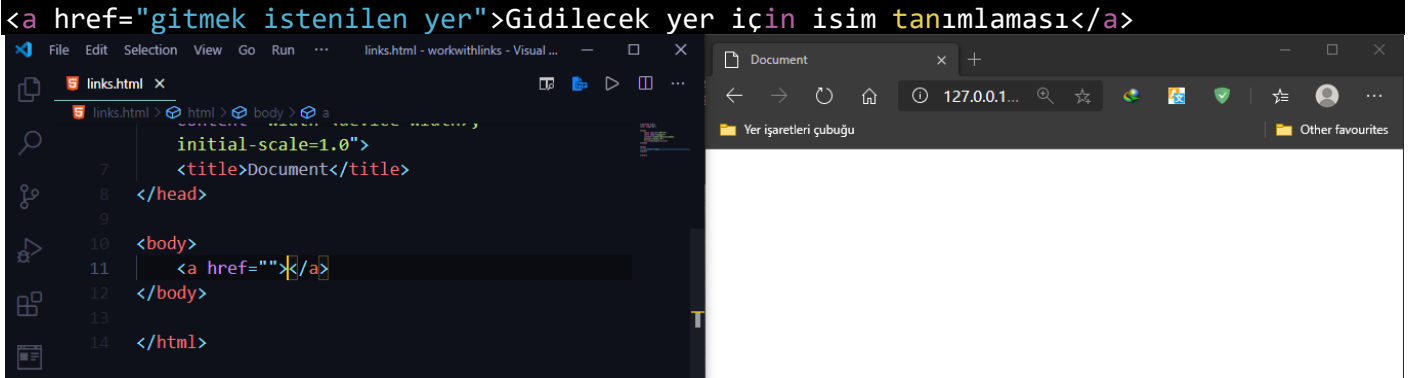 <a href="gitmek istenilen yer">Gidilecek yer için isim tanımlaması</a>
File Edit Selection View Go Run ··· links.html - workwithlinks - Visual ...
links.html
links.html > html > body > a
initial-scale=1.0">
7 <title>Document</title>
8 </head>
9
10 <body>
11 <a href=""></a>
12 </body>
13
14 </html>
Document
127.0.0.1...
Yer işaretleri çubuğu Other favourites